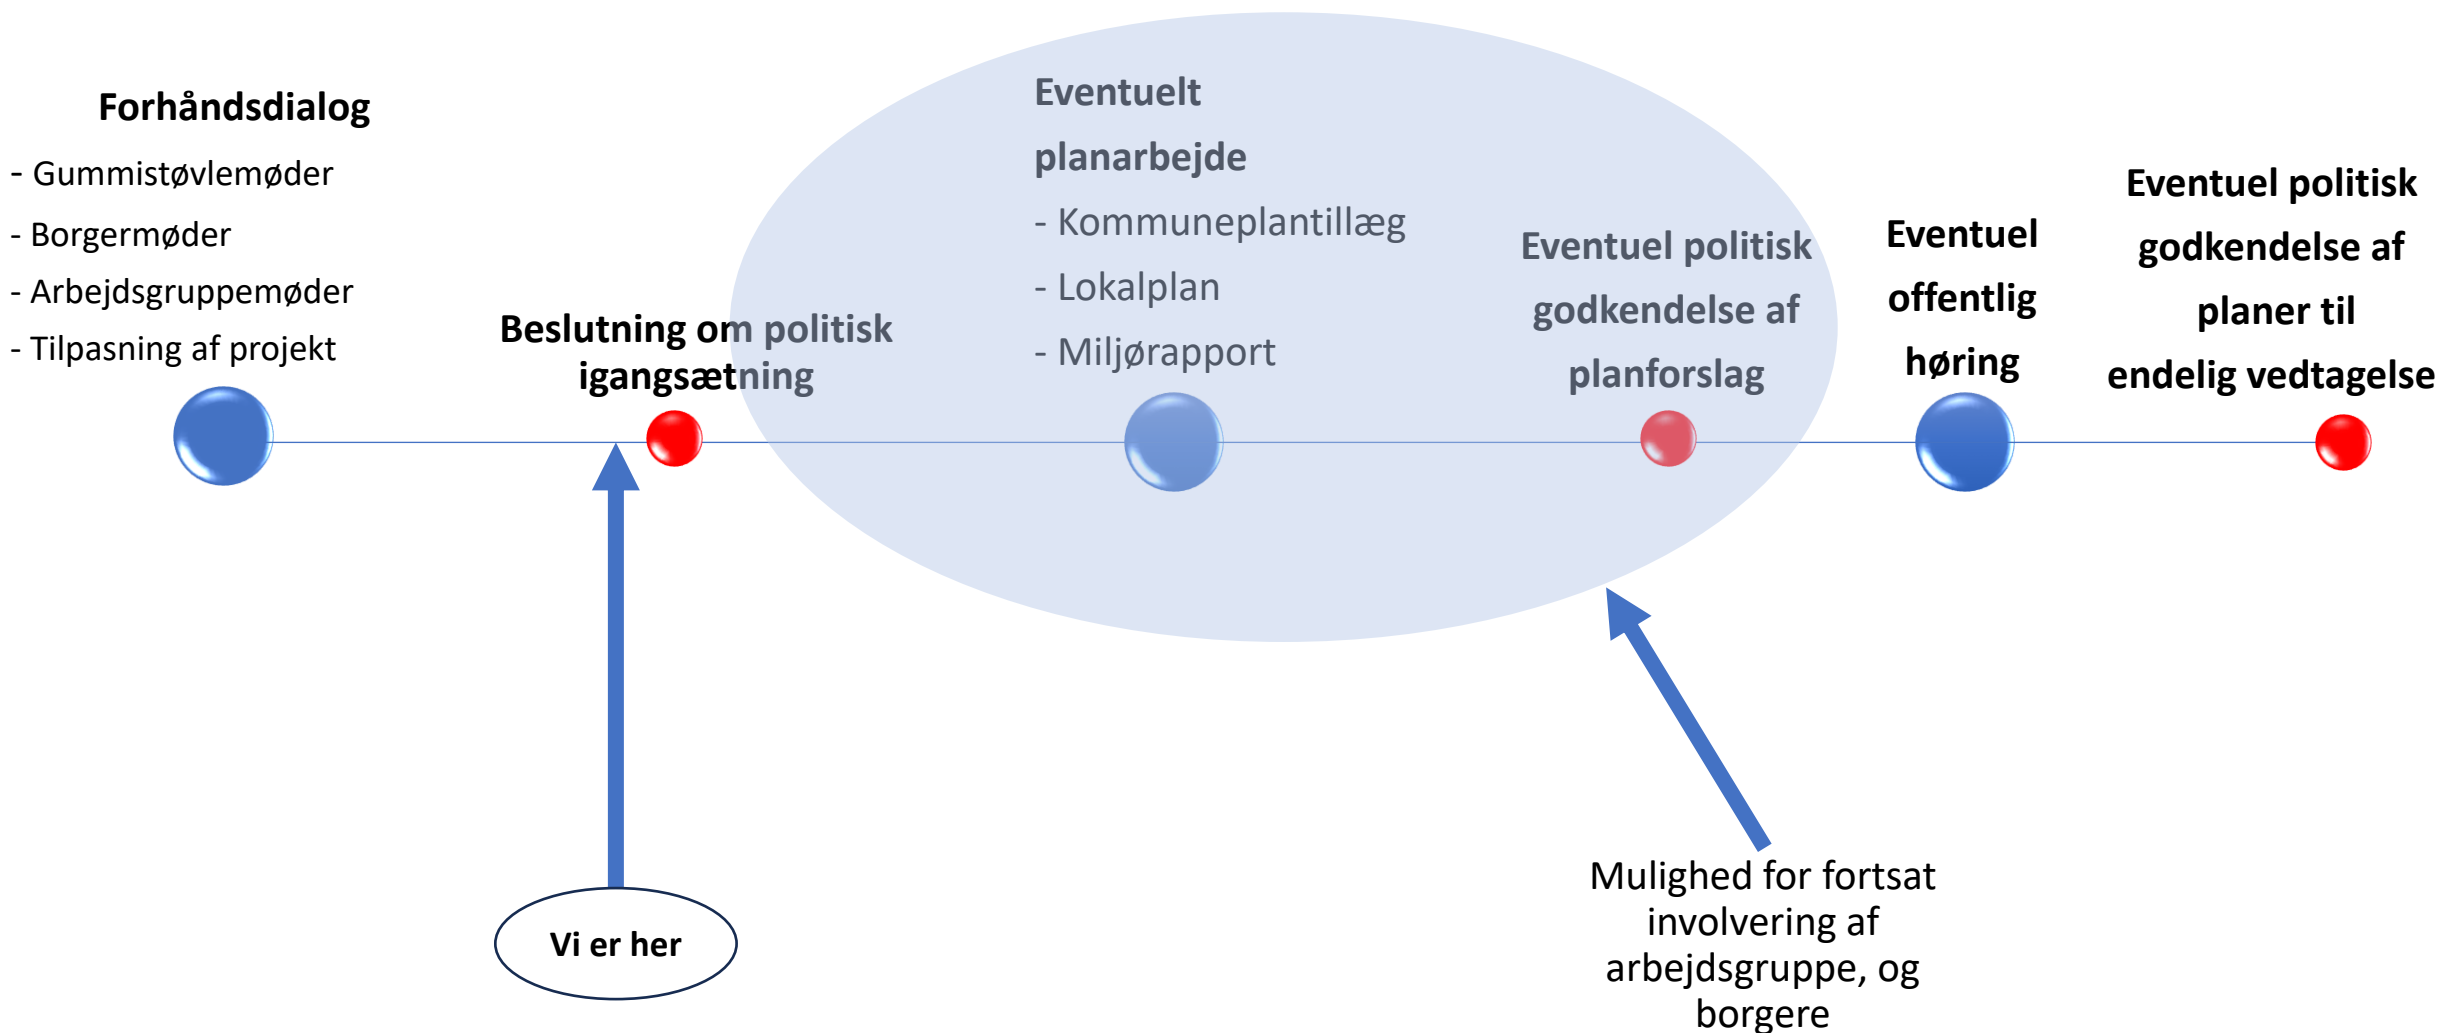 Forhåndsdialog
- Gummistøvlemøder
- Borgermøder
- Arbejdsgruppemøder
- Tilpasning af projekt
Beslutning om politisk
igangsætning
Eventuelt
planarbejde
- Kommuneplantillæg
- Lokalplan
- Miljørapport
Eventuel politisk
godkendelse af
planforslag
Eventuel
offentlig
høring
Eventuel politisk
godkendelse af
planer til
endelig vedtagelse
Vi er her
Mulighed for fortsat
involvering af
arbejdsgruppe, og
borgere